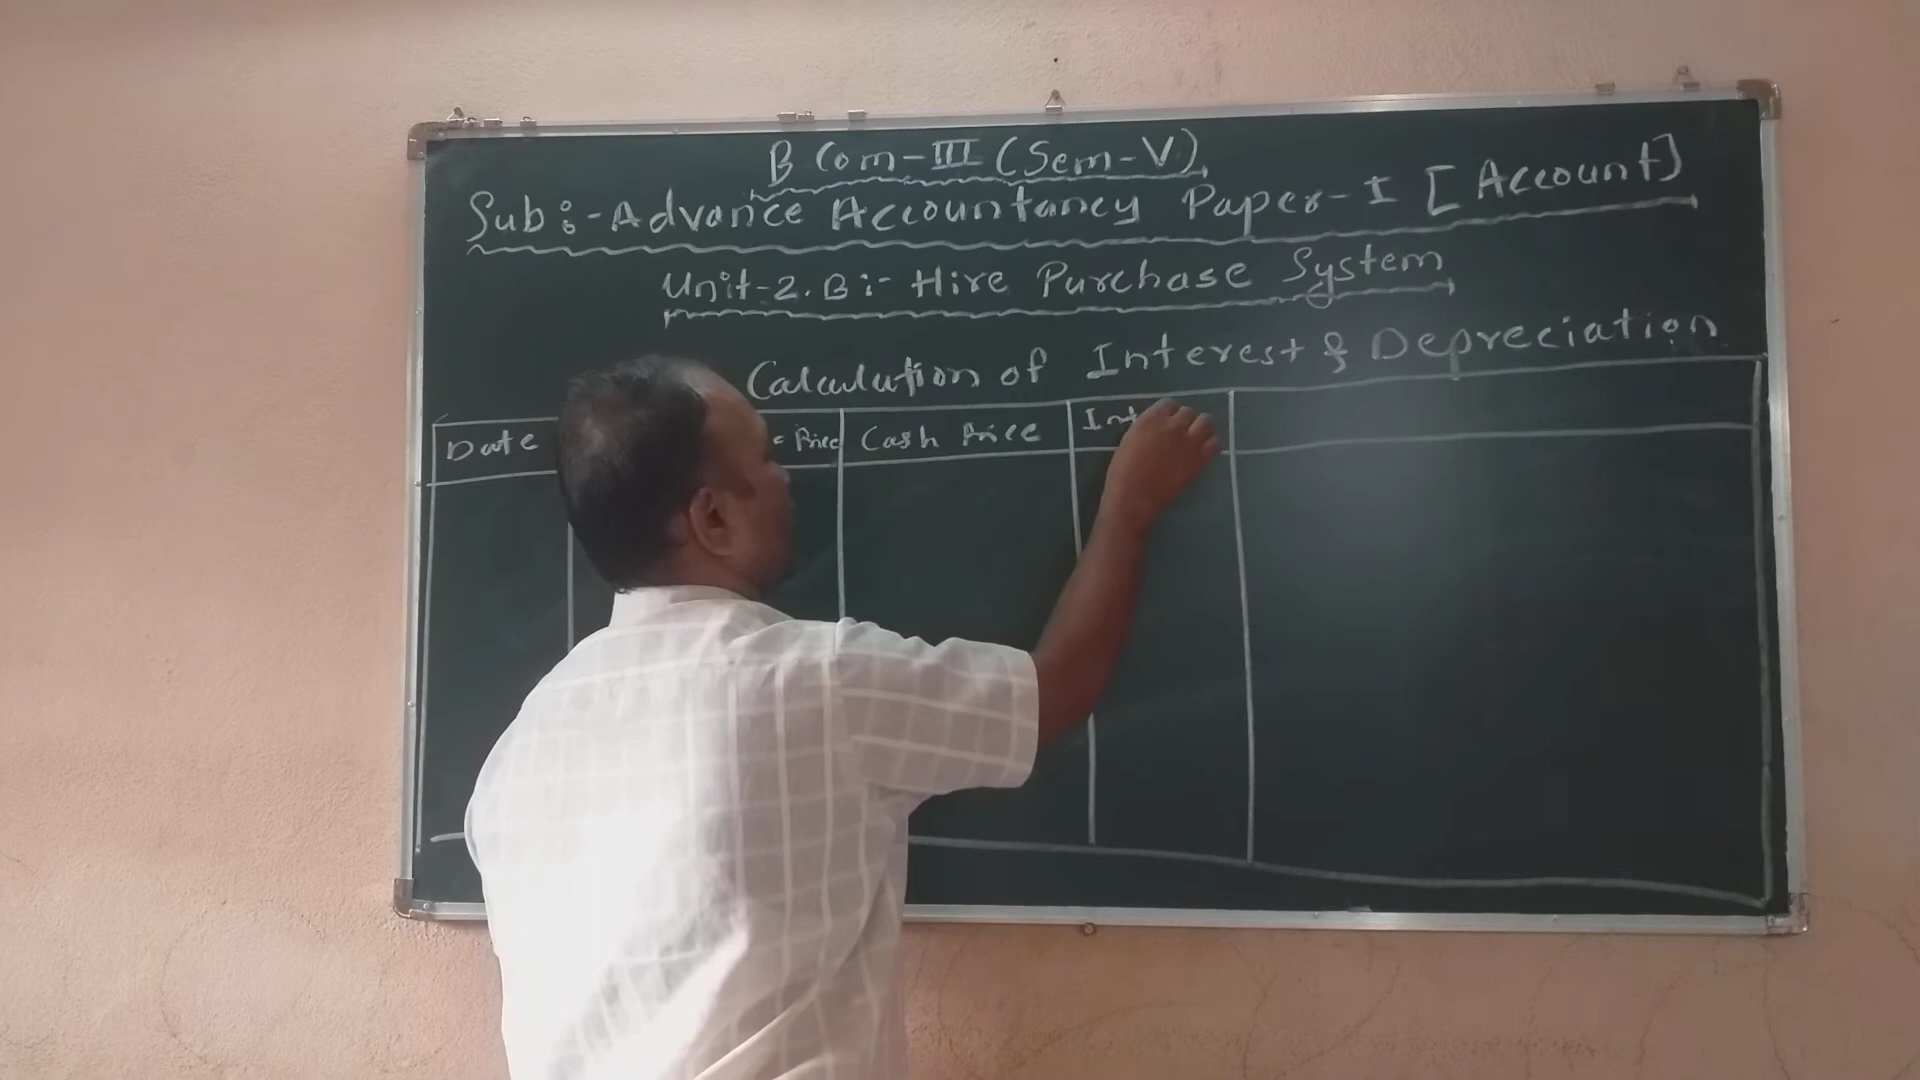 B Com-III (Sem-V)
Sub:-Advance Accountancy Paper-I [Account]
Unit-2.B:- Hire Purchase System
Calculation of Interest & Depreciation
Date Price Cash Price